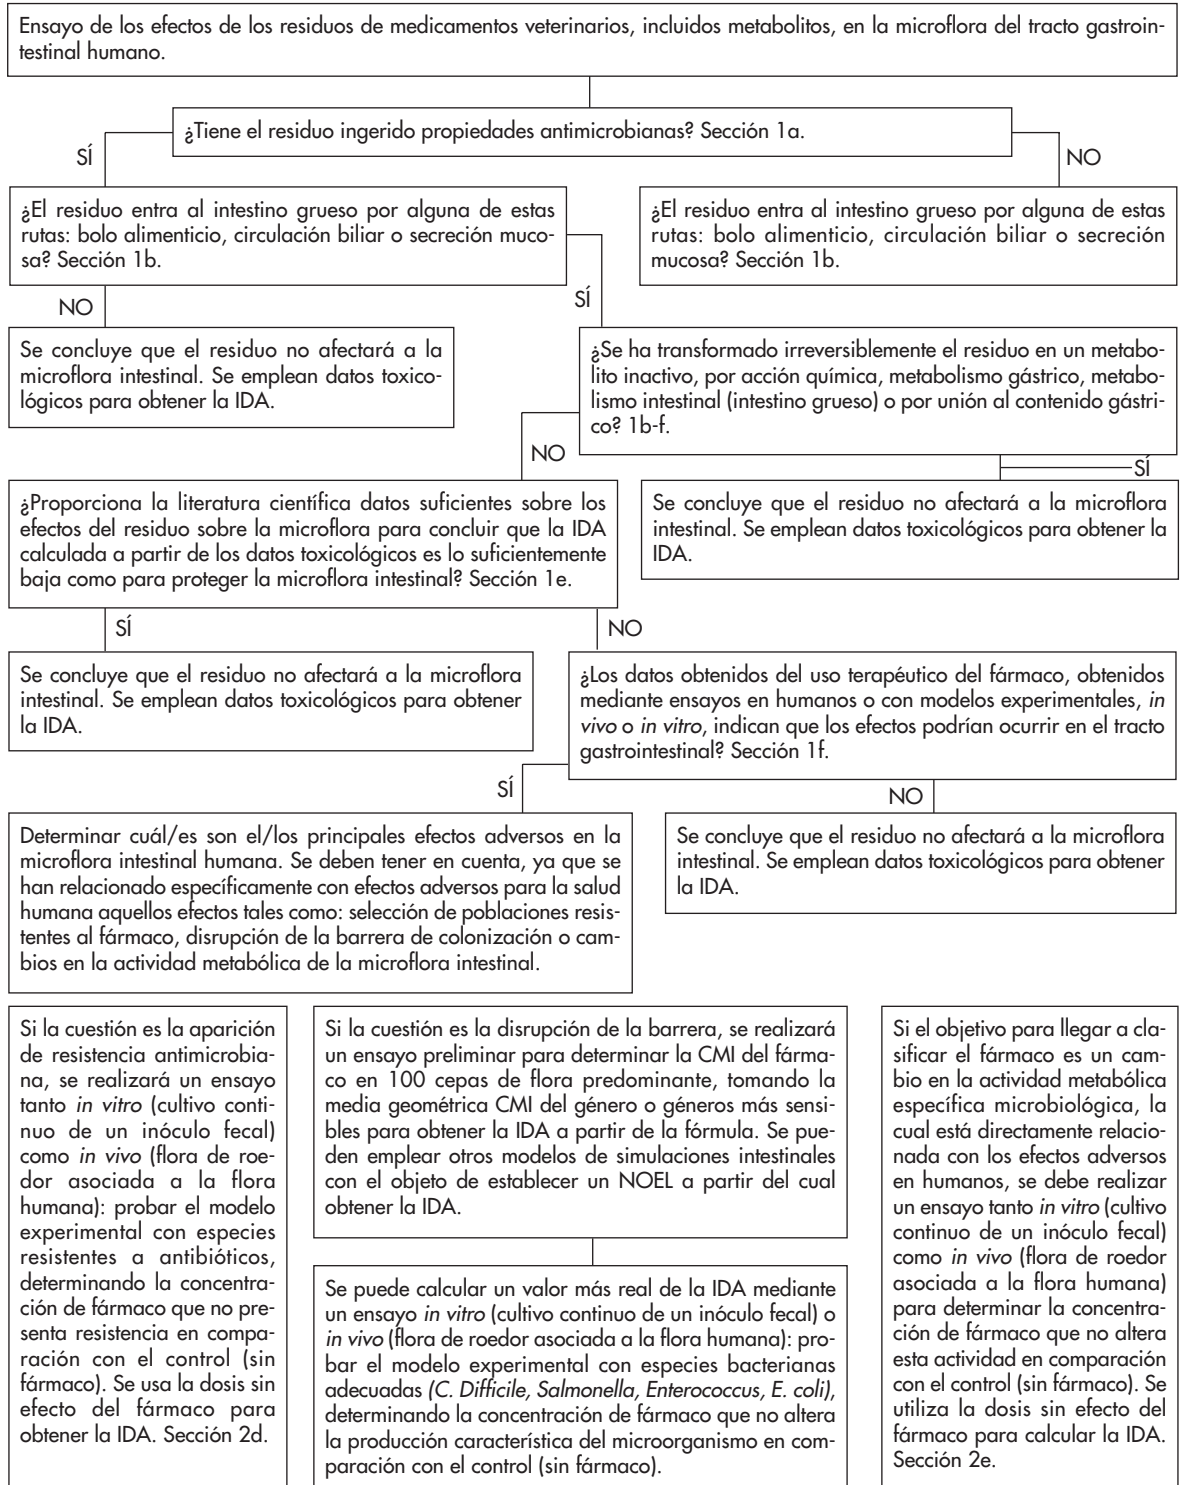 Ensayo de los efectos de los residuos de medicamentos veterinarios, incluidos metabolitos, en la microflora del tracto gastroin-
testinal humano.
¿Tiene el residuo ingerido propiedades antimicrobianas? Sección 1a.
SÍ
NO
¿El residuo entra al intestino grueso por alguna de estas
rutas: bolo alimenticio, circulación biliar o secreción muco-
sa? Sección 1b.
¿El residuo entra al intestino grueso por alguna de estas
rutas: bolo alimenticio, circulación biliar o secreción
mucosa? Sección 1b.
NO
SÍ
Se concluye que el residuo no afectará a la
microflora intestinal. Se emplean datos toxico-
lógicos para obtener la IDA.
¿Se ha transformado irreversiblemente el residuo en un metabo-
lito inactivo, por acción química, metabolismo gástrico, metabo-
lismo intestinal (intestino grueso) o por unión al contenido gástri-
co? 1b-f.
NO
SÍ
¿Proporciona la literatura científica datos suficientes sobre los
efectos del residuo sobre la microflora para concluir que la IDA
calculada a partir de los datos toxicológicos es lo suficientemente
baja como para proteger la microflora intestinal? Sección 1e.
Se concluye que el residuo no afectará a la microflora
intestinal. Se emplean datos toxicológicos para obtener la
IDA.
SÍ
NO
Se concluye que el residuo no afectará a la microflora
intestinal. Se emplean datos toxicológicos para obtener
la IDA.
¿Los datos obtenidos del uso terapéutico del fármaco, obtenidos
mediante ensayos en humanos o con modelos experimentales, in
vivo o in vitro, indican que los efectos podrían ocurrir en el tracto
gastrointestinal? Sección 1f.
SÍ
NO
Determinar cuál/es son el/los principales efectos adversos en la
microflora intestinal humana. Se deben tener en cuenta, ya que se
han relacionado específicamente con efectos adversos para la salud
humana aquellos efectos tales como: selección de poblaciones resis-
tentes al fármaco, disrupción de la barrera de colonización o cam-
bios en la actividad metabólica de la microflora intestinal.
Se concluye que el residuo no afectará a la microflora
intestinal. Se emplean datos toxicológicos para obtener
la IDA.
Si la cuestión es la aparición
de resistencia antimicrobia-
na, se realizará un ensayo
tanto in vitro (cultivo conti-
nuo de un inóculo fecal)
como in vivo (flora de roe-
dor asociada a la flora
humana): probar el modelo
experimental con especies
resistentes a antibióticos,
determinando la concentra-
ción de fármaco que no pre-
senta resistencia en compa-
ración con el control (sin
fármaco). Se usa la dosis sin
efecto del fármaco para
obtener la IDA. Sección 2d.
Si la cuestión es la disrupción de la barrera, se realizará
un ensayo preliminar para determinar la CMI del fárma-
co en 100 cepas de flora predominante, tomando la
media geométrica CMI del género o géneros más sensi-
bles para obtener la IDA a partir de la fórmula. Se pue-
den emplear otros modelos de simulaciones intestinales
con el objeto de establecer un NOEL a partir del cual
obtener la IDA.
Se puede calcular un valor más real de la IDA mediante
un ensayo in vitro (cultivo continuo de un inóculo fecal) o
in vivo (flora de roedor asociada a la flora humana): pro-
bar el modelo experimental con especies bacterianas
adecuadas (C. Difficile, Salmonella, Enterococcus, E. coli),
determinando la concentración de fármaco que no altera
la producción característica del microorganismo en com-
paración con el control (sin fármaco).
Si el objetivo para llegar a cla-
sificar el fármaco es un cam-
bio en la actividad metabólica
específica microbiológica, la
cual está directamente relacio-
nada con los efectos adversos
en humanos, se debe realizar
un ensayo tanto in vitro (cultivo
continuo de un inóculo fecal)
como in vivo (flora de roedor
asociada a la flora humana)
para determinar la concentra-
ción de fármaco que no altera
esta actividad en comparación
con el control (sin fármaco). Se
utiliza la dosis sin efecto del
fármaco para calcular la IDA.
Sección 2e.